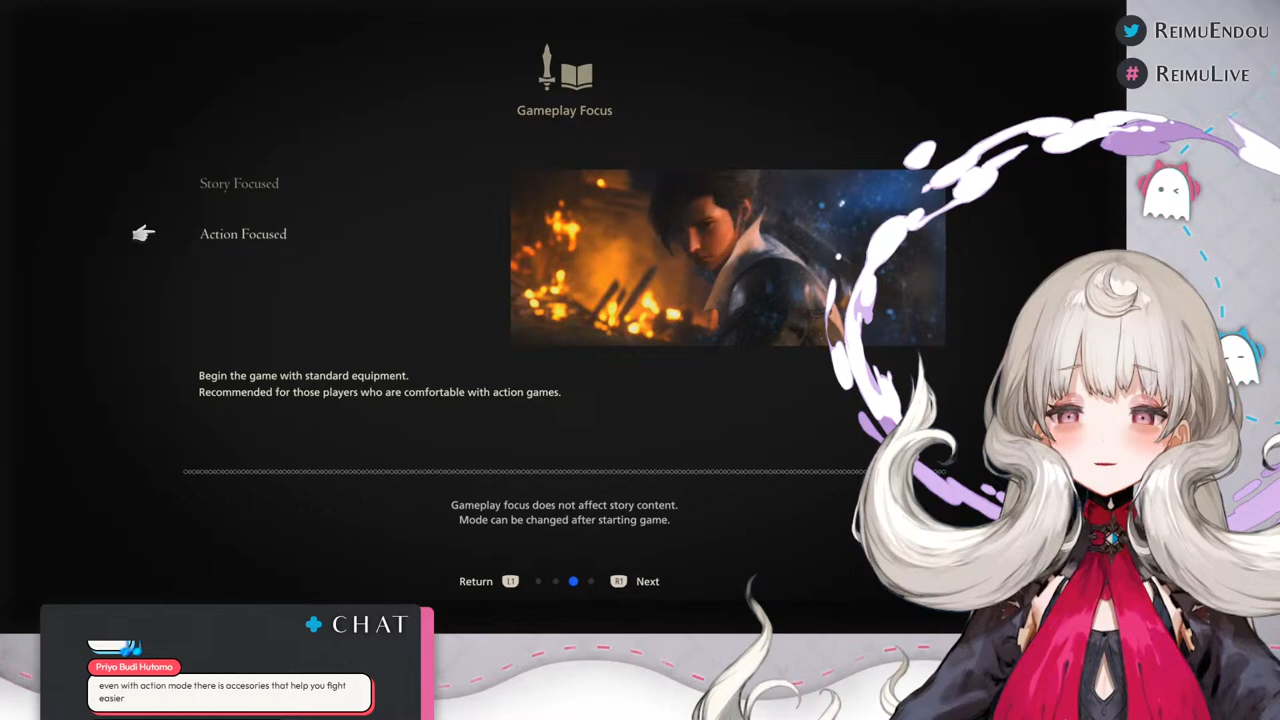 ReimuEndou
# ReimuLive
Gameplay Focus
Story Focused
Action Focused
Begin the game with standard equipment.
Recommended for those players who are comfortable with action games.
Gameplay focus does not affect story content.
Mode can be changed after starting game.
Return L1 R1 Next
CHAT
Priyo Budi Hutomo
even with action mode there is accesories that help you fight
easier